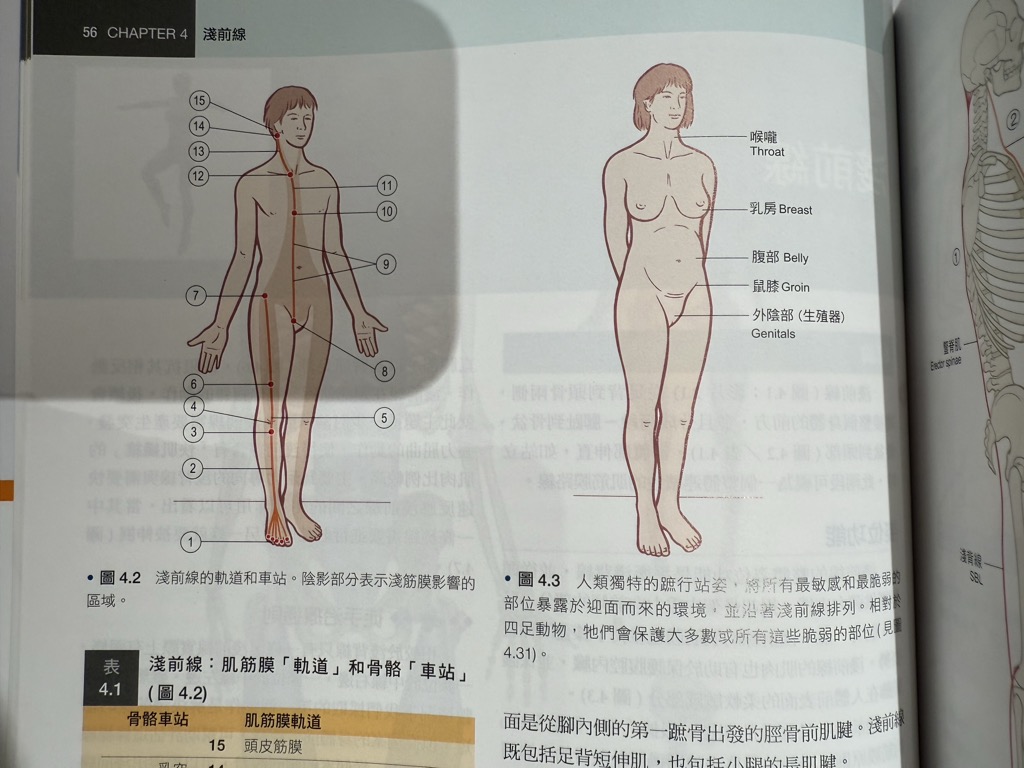 56 CHAPTER 4 淺前線
15
14
13
12
11
10
9
7
8
6
4
5
3
2
1
喉嚨
Throat
乳房 Breast
腹部 Belly
鼠膝 Groin
外陰部（生殖器）
Genitals
• 圖 4.2 淺前線的軌道和車站。陰影部分表示淺筋膜影響的
區域。
• 圖 4.3 人類獨特的蹠行站姿，將所有最敏感和最脆弱的
部位暴露於迎面而來的環境，並沿著淺前線排列。相對於
四足動物，牠們會保護大多數或所有這些脆弱的部位（見圖
4.31）。
表
4.1
淺前線：肌筋膜「軌道」和骨骼「車站」
（圖 4.2）
骨骼車站 肌筋膜軌道
15 頭皮筋膜
14
面是從腳內側的第一蹠骨出發的脛骨前肌腱。淺前線
既包括足背短伸肌，也包括小腿的長肌腱。
2
1
豎脊肌
Erector spinae
淺背線
SBL